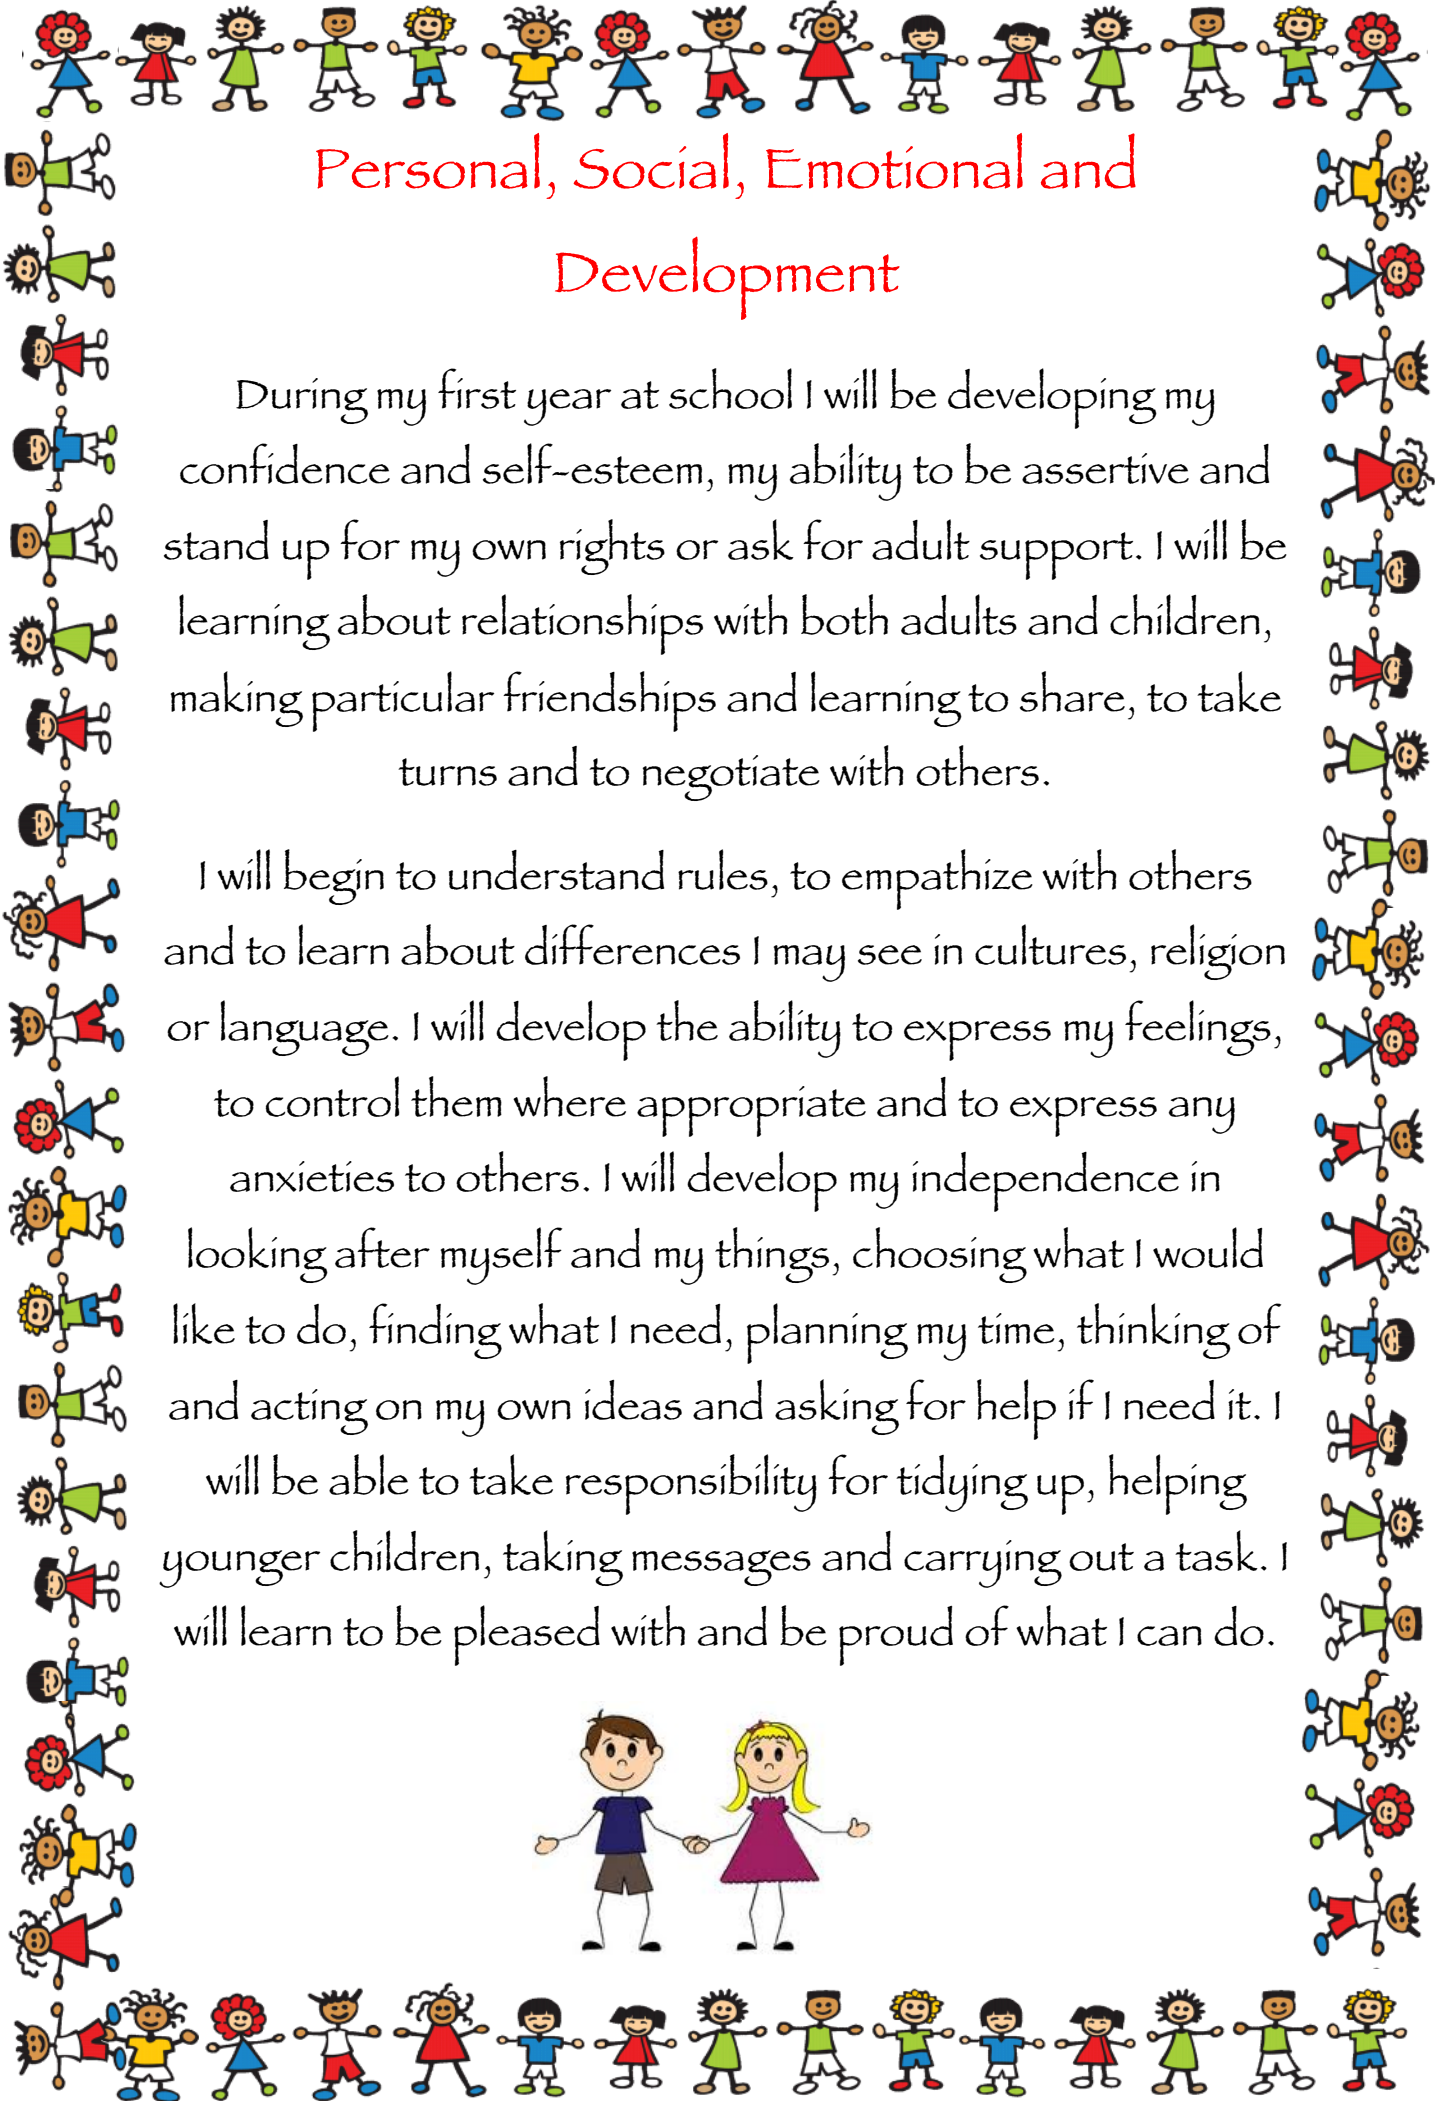 Personal, Social, Emotional and
Development
During my first year at school I will be developing my
confidence and self-esteem, my ability to be assertive and
stand up for my own rights or ask for adult support. I will be
learning about relationships with both adults and children,
making particular friendships and learning to share, to take
turns and to negotiate with others.
I will begin to understand rules, to empathize with others
and to learn about differences I may see in cultures, religion
or language. I will develop the ability to express my feelings,
to control them where appropriate and to express any
anxieties to others. I will develop my independence in
looking after myself and my things, choosing what I would
like to do, finding what I need, planning my time, thinking of
and acting on my own ideas and asking for help if I need it. I
will be able to take responsibility for tidying up, helping
younger children, taking messages and carrying out a task. I
will learn to be pleased with and be proud of what I can do.